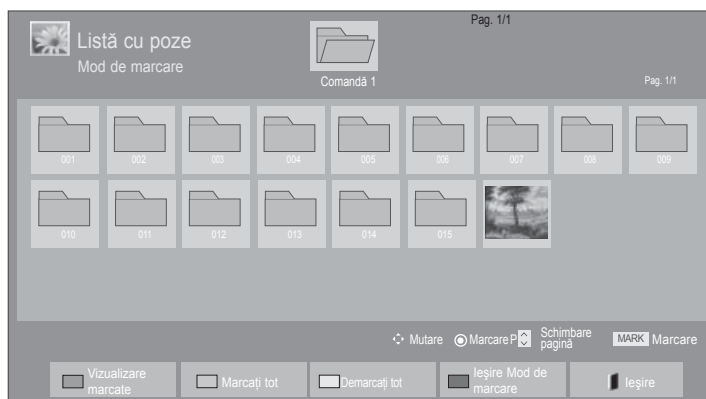 Pag. 1/1
Listă cu poze
Mod de marcare
Comandă 1
Pag. 1/1
001 002 003 004 005 006 007 008 009
010 011 012 013 014 015
Mutare Marcare P Schimbare pagină MARK Marcare
Vizualizare marcate Marcați tot Demarcați tot Ieşire Mod de marcare Ieşire